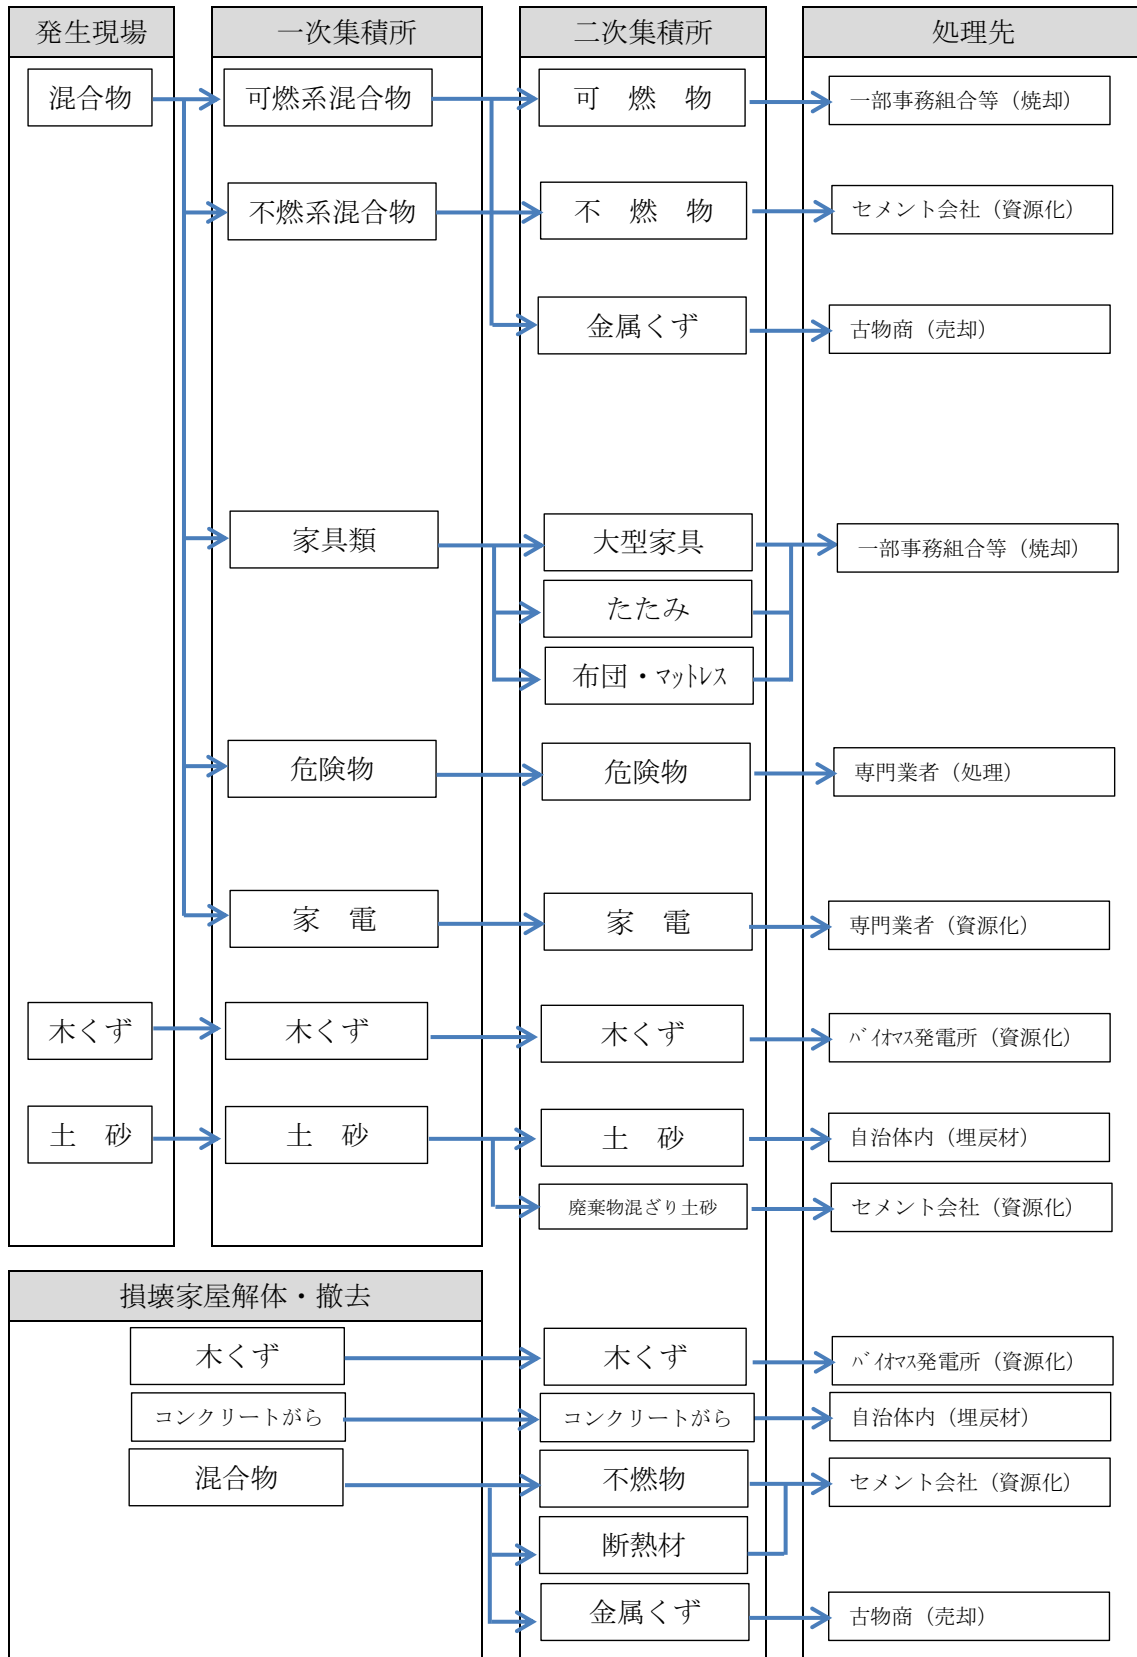 発生現場
一次集積所
二次集積所
処理先
混合物
可燃系混合物
可　燃　物
一部事務組合等（焼却）
不燃系混合物
不　燃　物
セメント会社（資源化）
金属くず
古物商（売却）
家具類
大型家具
一部事務組合等（焼却）
たたみ
布団・ﾏｯﾄﾚｽ
危険物
危険物
専門業者（処理）
家　電
家　電
専門業者（資源化）
木くず
木くず
木くず
ﾊﾞｲｵﾏｽ発電所（資源化）
土　砂
土　砂
土　砂
自治体内（埋戻材）
廃棄物混ざり土砂
セメント会社（資源化）
損壊家屋解体・撤去
木くず
木くず
ﾊﾞｲｵﾏｽ発電所（資源化）
コンクリートがら
コンクリートがら
自治体内（埋戻材）
混合物
不燃物
セメント会社（資源化）
断熱材
金属くず
古物商（売却）